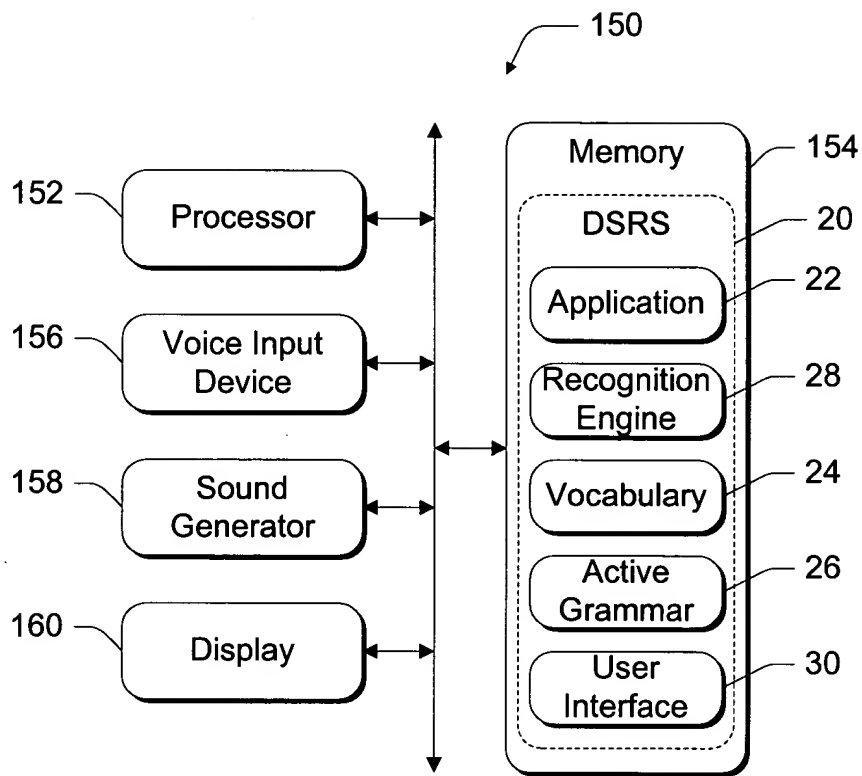 150
Memory
154
152
Processor
DSRS
20
Application
22
156
Voice Input
Device
Recognition
Engine
28
158
Sound
Generator
Vocabulary
24
Active
Grammar
26
160
Display
User
Interface
30